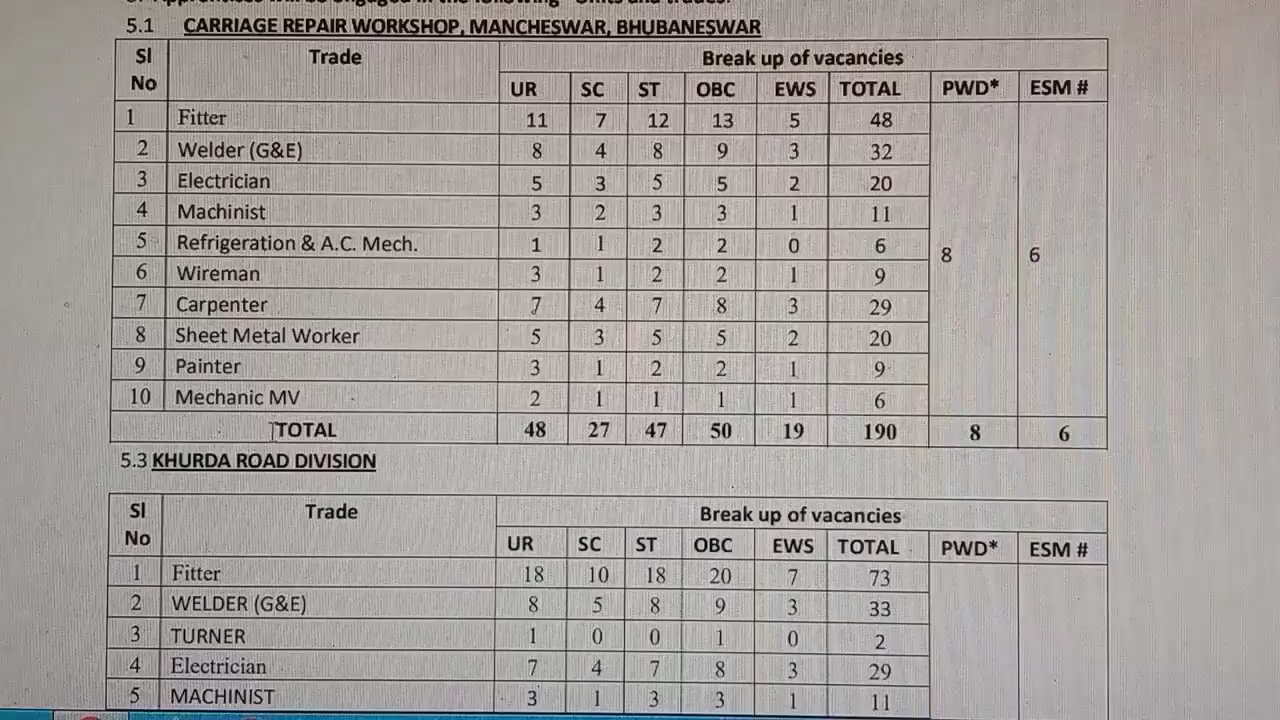 5.1 CARRIAGE REPAIR WORKSHOP, MANCHESWAR, BHUBANESWAR
Sl No Trade Break up of vacancies
UR SC ST OBC EWS TOTAL PWD* ESM #
1 Fitter 11 7 12 13 5 48
2 Welder (G&E) 8 4 8 9 3 32
3 Electrician 5 3 5 5 2 20
4 Machinist 3 2 3 3 1 11
5 Refrigeration & A.C. Mech. 1 1 2 2 0 6
8 6
6 Wireman 3 1 2 2 1 9
7 Carpenter 7 4 7 8 3 29
8 Sheet Metal Worker 5 3 5 5 2 20
9 Painter 3 1 2 2 1 9
10 Mechanic MV 2 1 1 1 1 6
TOTAL 48 27 47 50 19 190 8 6
5.3 KHURDA ROAD DIVISION
Sl No Trade Break up of vacancies
UR SC ST OBC EWS TOTAL PWD* ESM #
1 Fitter 18 10 18 20 7 73
2 WELDER (G&E) 8 5 8 9 3 33
3 TURNER 1 0 0 1 0 2
4 Electrician 7 4 7 8 3 29
5 MACHINIST 3 1 3 3 1 11